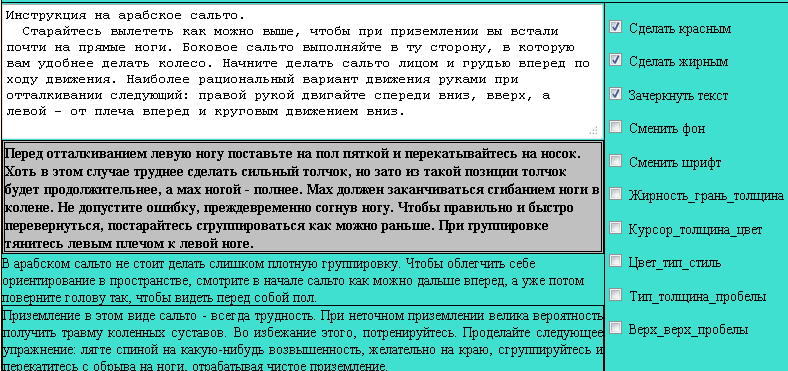 Инструкция на арабское сальто.
Старайтесь вылететь как можно выше, чтобы при приземлении вы встали
почти на прямые ноги. Боковое сальто выполняйте в ту сторону, в которую
вам удобнее делать колесо. Начните делать сальто лицом и грудью вперед по
ходу движения. Наиболее рациональный вариант движения руками при
отталкивании следующий: правой рукой двигайте спереди вниз, вверх, а
левой - от плеча вперед и круговым движением вниз.
Перед отталкиванием левую ногу поставьте на пол пяткой и перекатывайтесь на носок.
Хоть в этом случае труднее сделать сильный толчок, но зато из такой позиции толчок
будет продолжительнее, а мах ногой - полнее. Мах должен заканчиваться сгибанием ноги в
колене. Не допустите ошибку, преждевременно согнув ногу. Чтобы правильно и быстро
перевернуться, постарайтесь сгруппироваться как можно раньше. При группировке
тянитесь левым плечом к левой ноге.
В арабском сальто не стоит делать слишком плотную группировку. Чтобы облегчить себе
ориентирование в пространстве, смотрите в начале сальто как можно дальше вперед, а уже потом
поверните голову так, чтобы видеть перед собой пол.
Приземление в этом виде сальто - всегда трудность. При неточном приземлении велика вероятность
получить травму коленных суставов. Во избежание этого, потренируйтесь. Проделайте следующее
упражнение: лягте спиной на какую-нибудь возвышенность, желательно на краю, сгруппируйтесь и
перекатитесь с обрыва на ноги, отрабатывая чистое приземление.
Сделать красным
Сделать жирным
Зачеркнуть текст
Сменить фон
Сменить шрифт
Жирность_грань_толщина
Курсор_толщина_цвет
Цвет_тип_стиль
Тип_толщина_пробелы
Верх_верх_пробелы